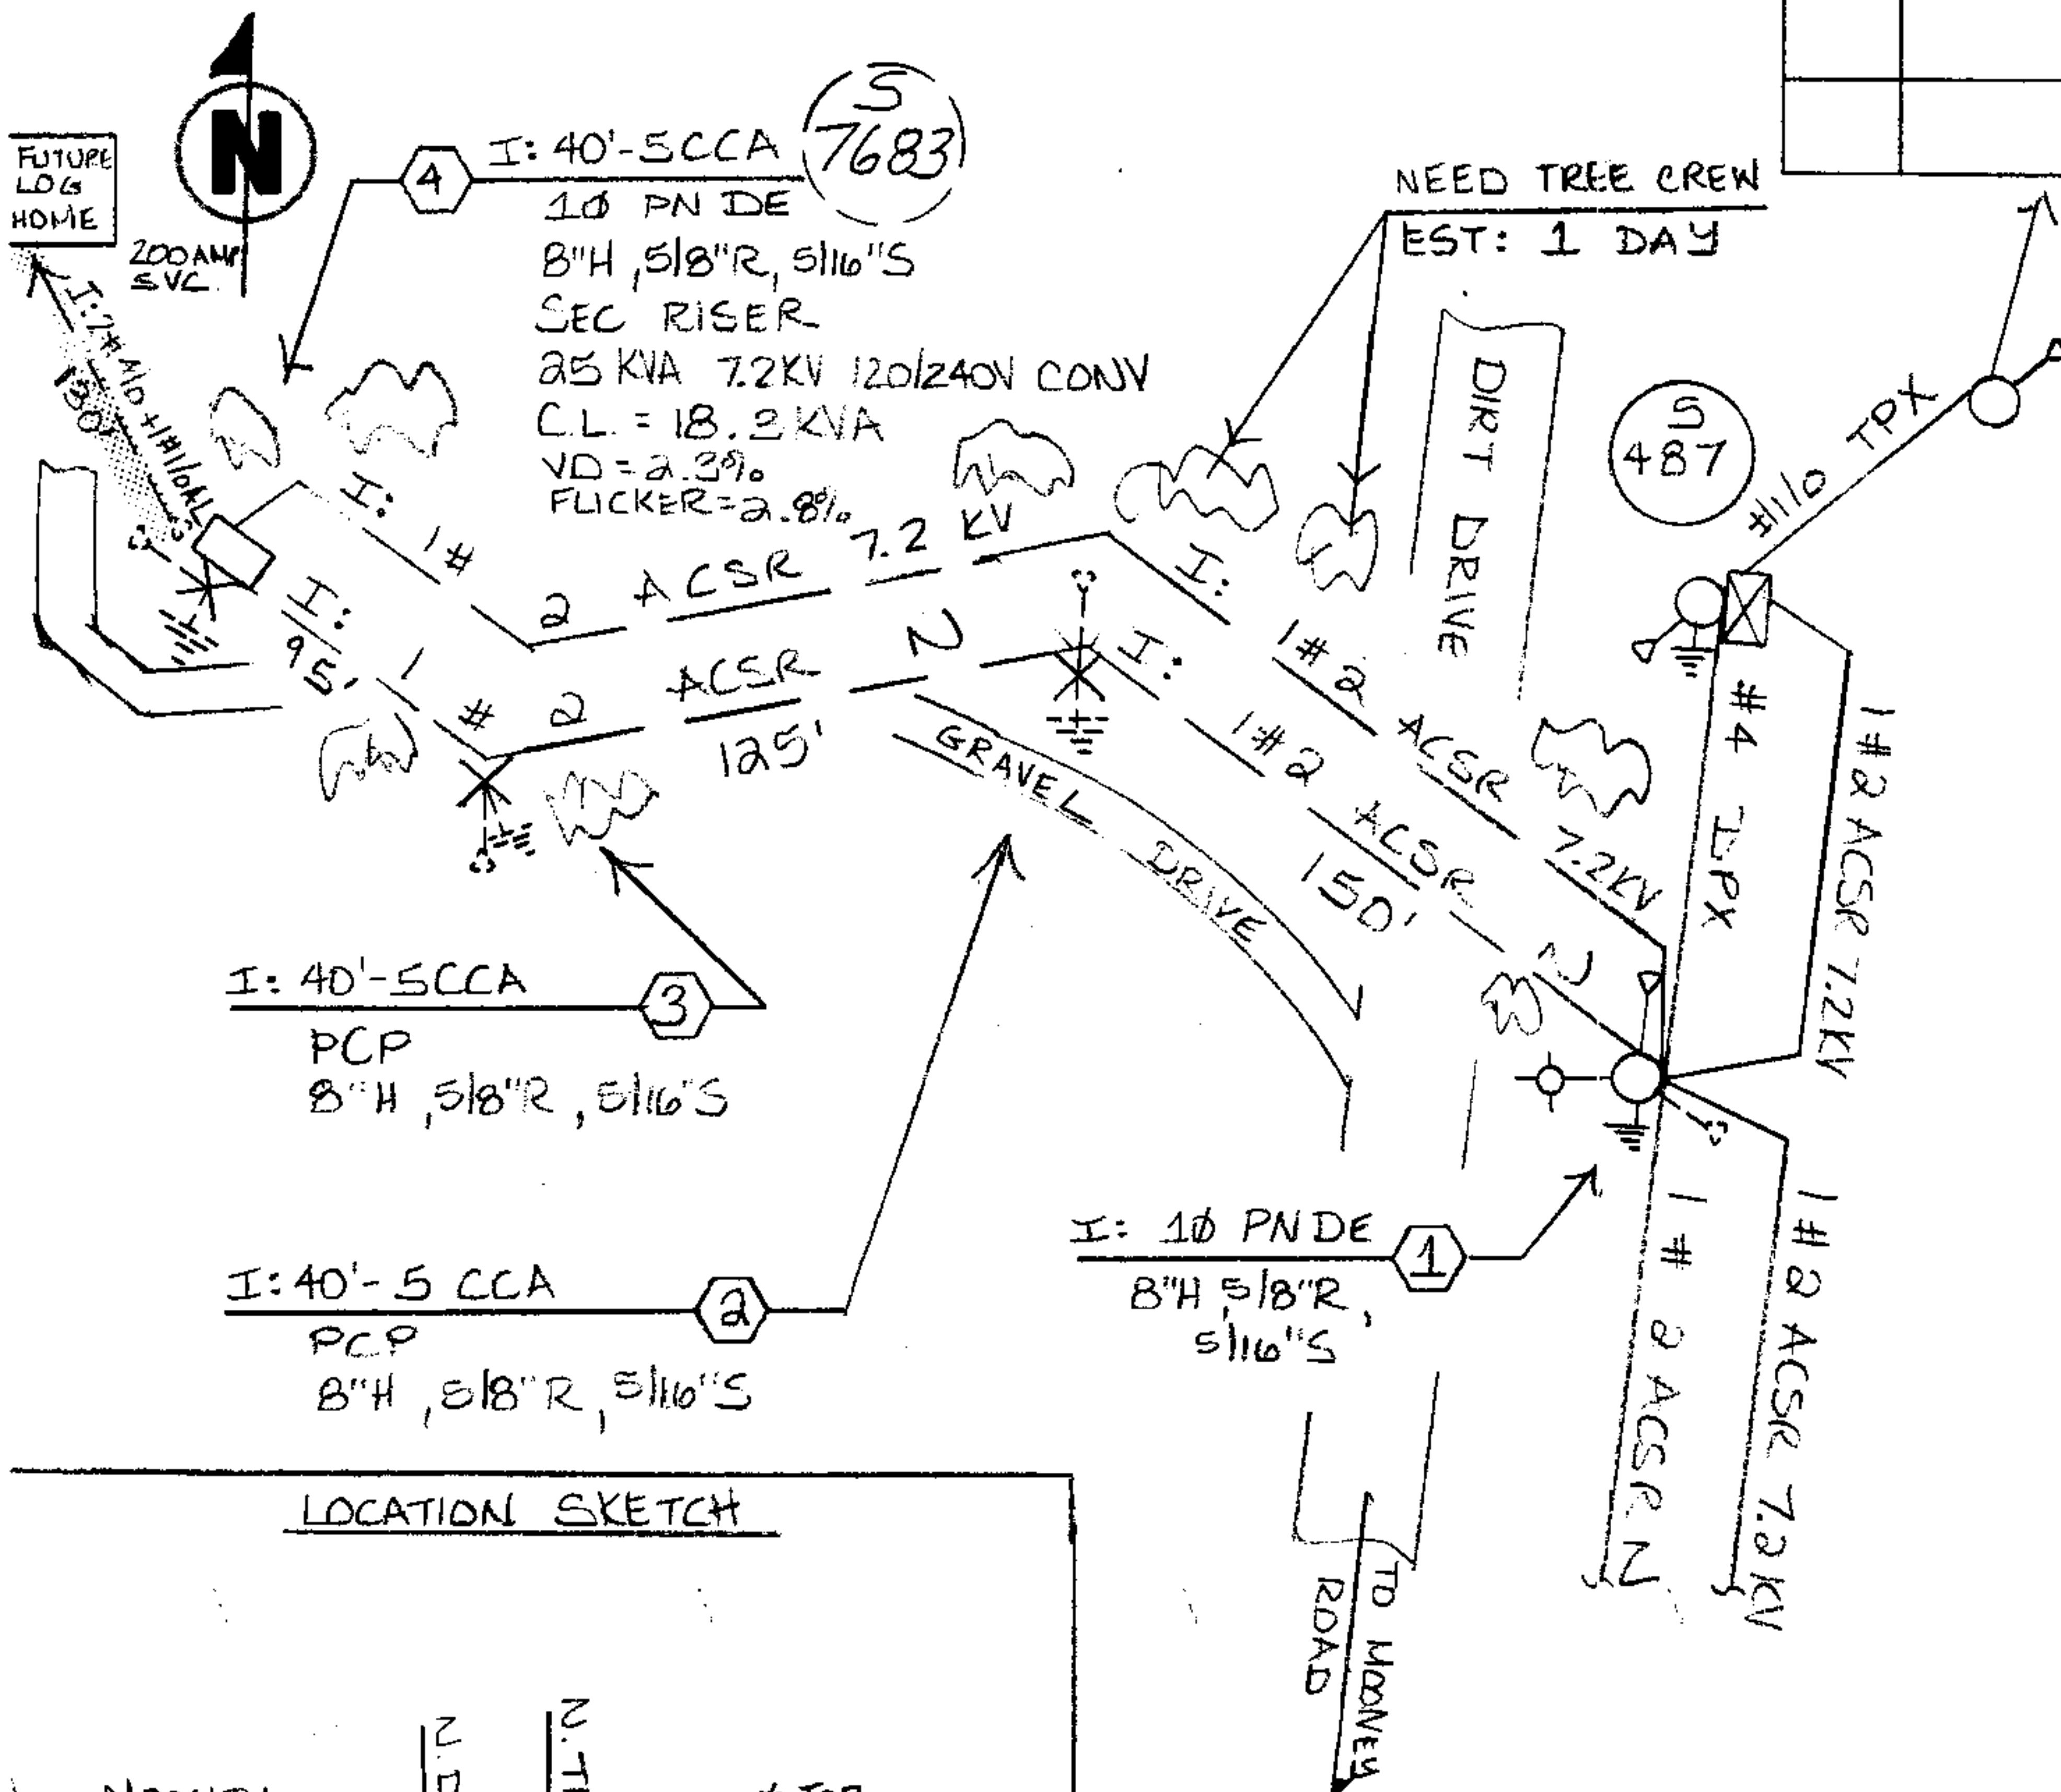 N
FUTURE
LOG
HOME
200 AMP
SVC.
4
I: 40'-5CCA
S
7683
1Ø PN DE
8"H, 5/8"R, 5/16"S
SEC RISER
25 KVA 7.2KV 120/240V CONV
C.L. = 18.2 KVA
VD = 2.3%
FLICKER = 2.8%
NEED TREE CREW
EST: 1 DAY
DIRT DRIVE
S
487
#1/0 TPX
130'
I: 1# 2 ACSR 7.2 KV
I: 1# 2 ACSR N
95'
125'
I: 1#2 ACSR 7.2KV
I: 1#2 ACSR N
150'
GRAVEL DRIVE
#4 DPX
1#2 ACSR 7.2KV
I: 40'-5CCA
3
PCP
8"H, 5/8"R, 5/16"S
I: 40'-5 CCA
2
PCP
8"H, 5/8"R, 5/16"S
I: 1Ø PN DE
1
8"H, 5/8"R,
5/16"S
1#2 ACSR N
1#2 ACSR 7.2KV
LOCATION SKETCH
TO MOONEY
ROAD